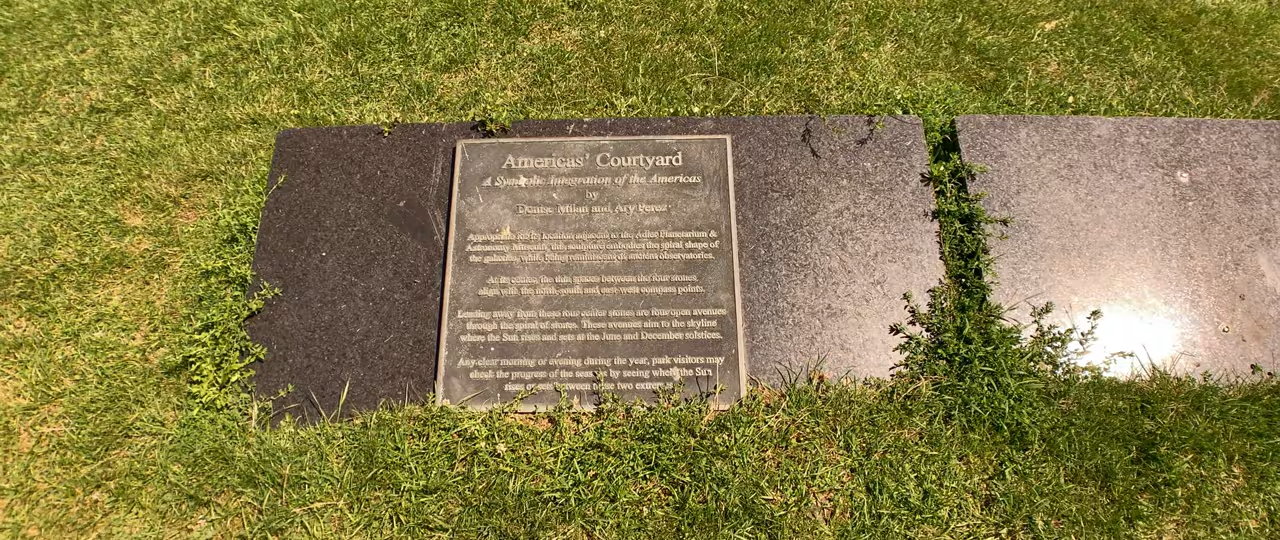 Americas' Courtyard
A Symbolic Integration of the Americas
by
Denise Milan and Ary Perez
Appropriate for its location adjacent to the Adler Planetarium &
Astronomy Museum, this sculpture embodies the spiral shape of
the galaxies, while being reminiscent of ancient observatories.
At its center, the thin spaces between the four stones
align with the north-south and east-west compass points.
Leading away from these four center stones are four open avenues
through the spiral of stones. These avenues aim to the skyline
where the Sun rises and sets at the June and December solstices.
Any clear morning or evening during the year, park visitors may
check the progress of the seasons by seeing where the Sun
rises or sets between these two extremes.